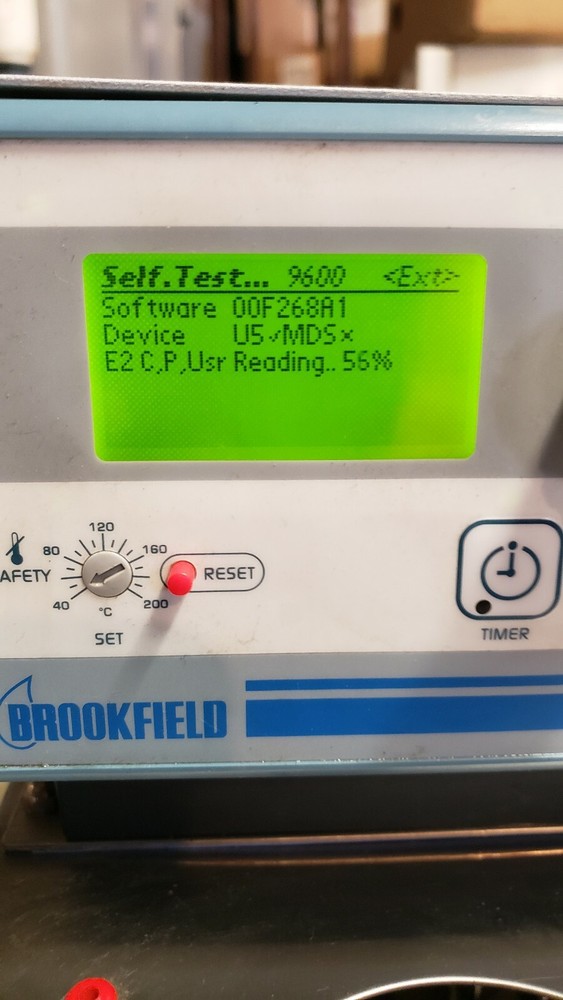 Self.Test... 9600 <Ext>
Software 00F268A1
Device U5✓MDS×
E2 C,P,Usr Reading.. 56%
120
80 160
AFETY
RESET
40 200
°C
SET
TIMER
BROOKFIELD